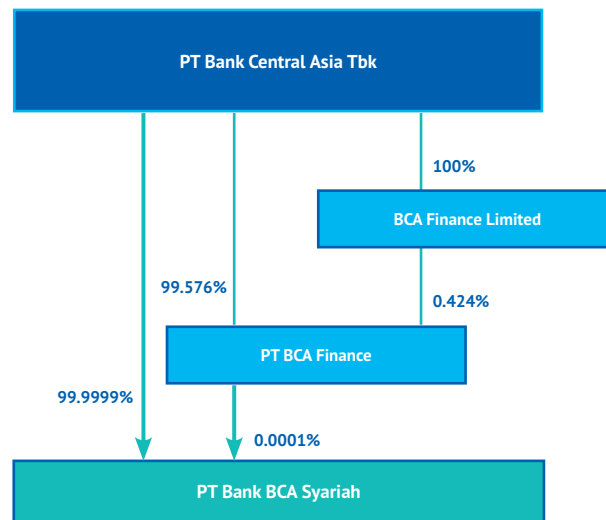 PT Bank Central Asia Tbk
100%
BCA Finance Limited
99.576%
0.424%
PT BCA Finance
99.9999%
0.0001%
PT Bank BCA Syariah